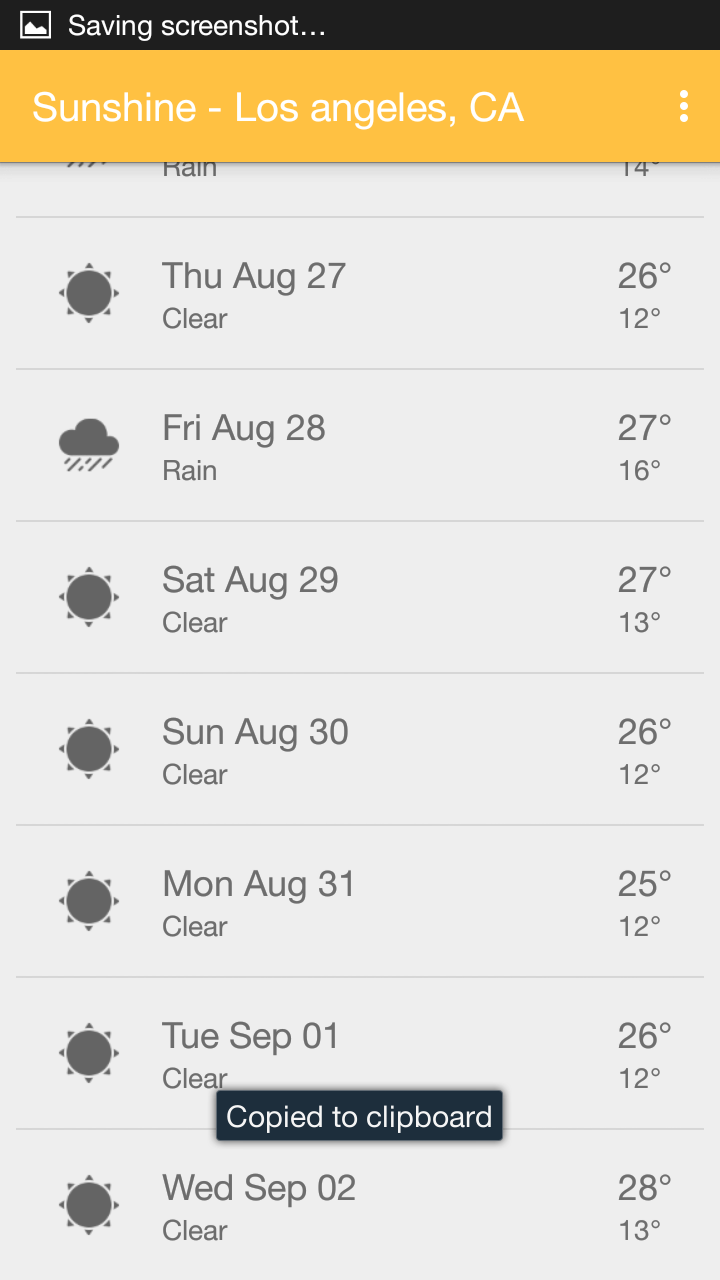 Saving screenshot...
Sunshine - Los angeles, CA
Rain 14°
Thu Aug 27 26°
Clear 12°
Fri Aug 28 27°
Rain 16°
Sat Aug 29 27°
Clear 13°
Sun Aug 30 26°
Clear 12°
Mon Aug 31 25°
Clear 12°
Tue Sep 01 26°
Clear 12°
Copied to clipboard
Wed Sep 02 28°
Clear 13°